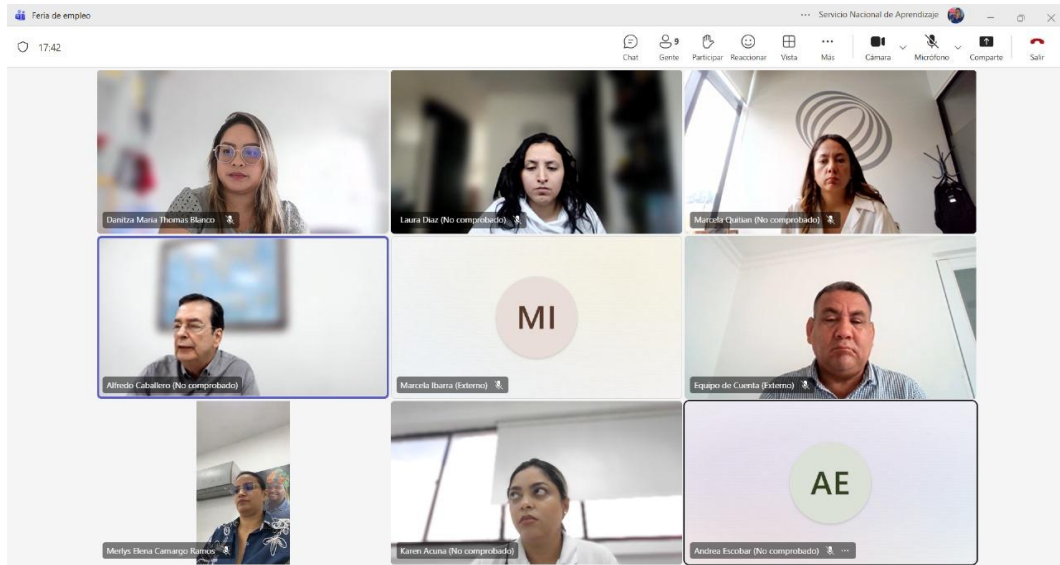 Feria de empleo
Servicio Nacional de Aprendizaje
17:42
9
Chat
Gente
Participar
Reaccionar
Vista
Más
Cámara
Micrófono
Comparte
Salir
Danitza Maria Thomas Blanco
Laura Diaz (No comprobado)
Marcela Quitian (No comprobado)
Alfredo Caballero (No comprobado)
MI
Marcela Ibarra (Externo)
Equipo de Cuenta (Externo)
Merlys Elena Camargo Ramos
Karen Acuna (No comprobado)
AE
Andrea Escobar (No comprobado)